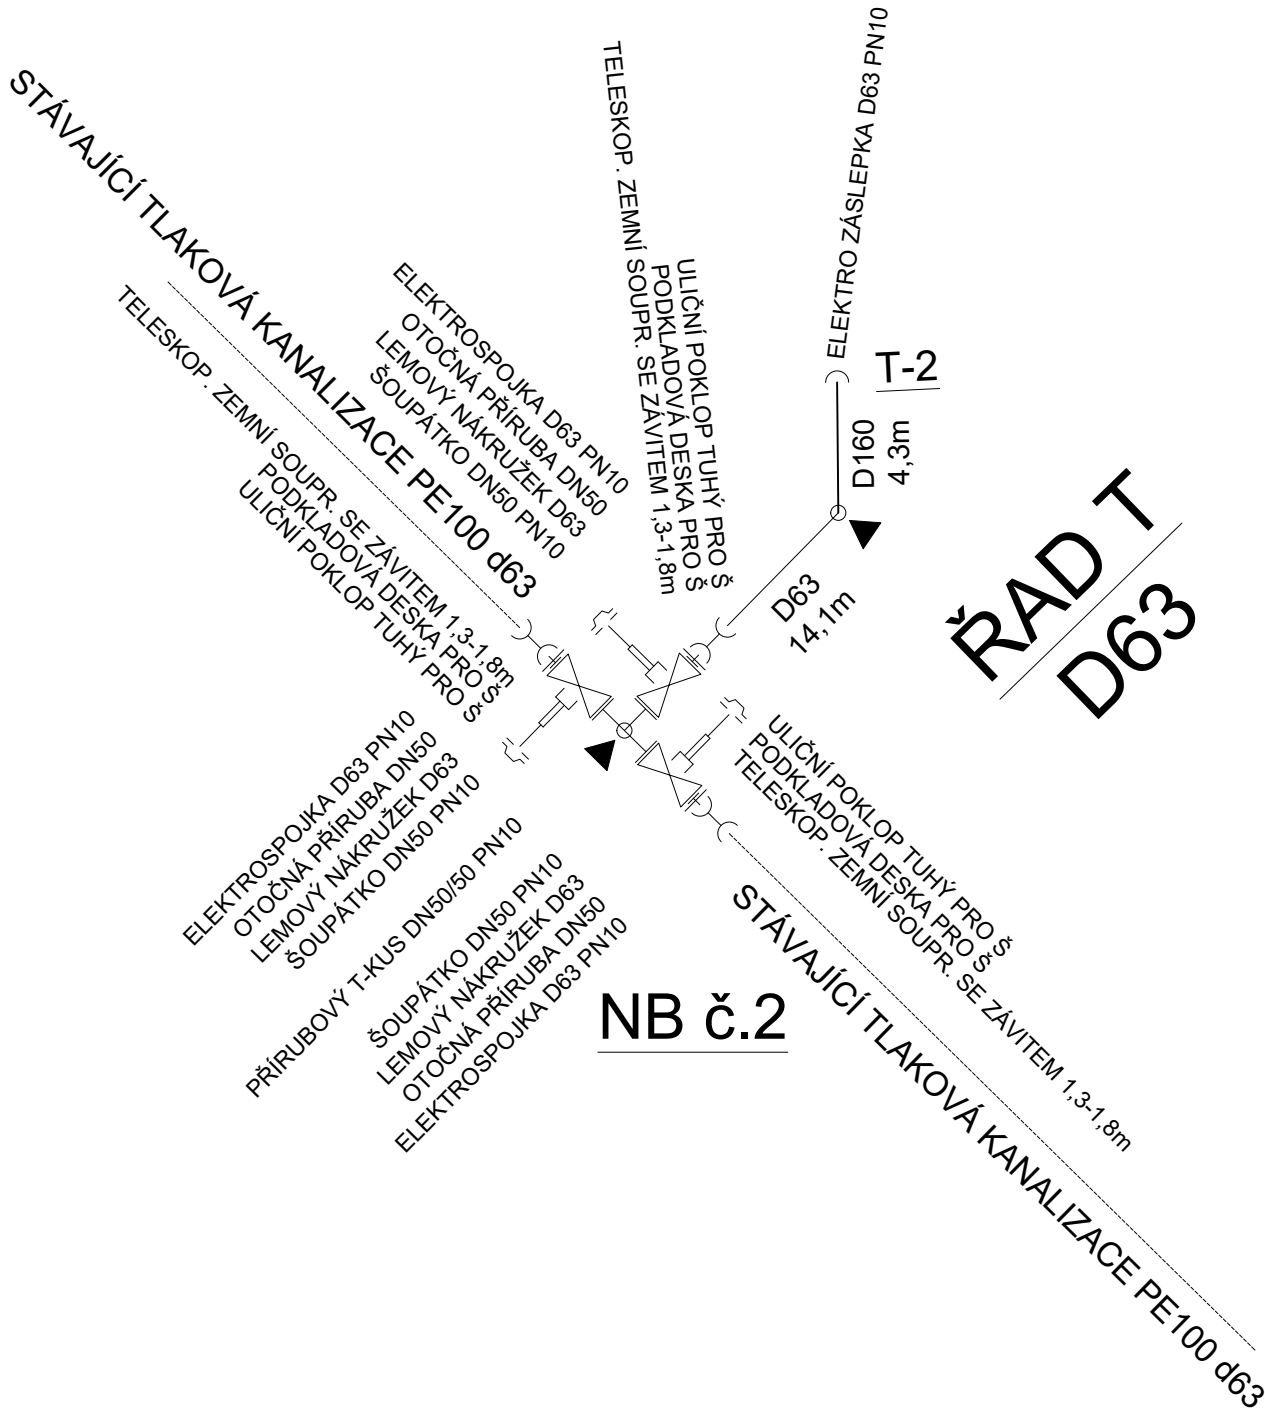 STÁVAJÍCÍ TLAKOVÁ KANALIZACE PE100 d63
TELESKOP. ZEMNÍ SOUPR. SE ZÁVITEM 1,3-1,8m
PODKLADOVÁ DESKA PRO Š
ULIČNÍ POKLOP TUHÝ PRO Š
ELEKTROSPOJKA D63 PN10
OTOČNÁ PŘÍRUBA DN50
LEMOVÝ NÁKRUŽEK D63
ŠOUPÁTKO DN50 PN10
TELESKOP. ZEMNÍ SOUPR. SE ZÁVITEM 1,3-1,8m
PODKLADOVÁ DESKA PRO Š
ULIČNÍ POKLOP TUHÝ PRO Š
ELEKTRO ZÁSLEPKA D63 PN10
T-2
D160
4,3m
D63
14,1m
ŘAD T
D63
ELEKTROSPOJKA D63 PN10
OTOČNÁ PŘÍRUBA DN50
LEMOVÝ NÁKRUŽEK D63
ŠOUPÁTKO DN50 PN10
PŘÍRUBOVÝ T-KUS DN50/50 PN10
ŠOUPÁTKO DN50 PN10
LEMOVÝ NÁKRUŽEK D63
OTOČNÁ PŘÍRUBA DN50
ELEKTROSPOJKA D63 PN10
NB č.2
ULIČNÍ POKLOP TUHÝ PRO Š
PODKLADOVÁ DESKA PRO Š
TELESKOP. ZEMNÍ SOUPR. SE ZÁVITEM 1,3-1,8m
STÁVAJÍCÍ TLAKOVÁ KANALIZACE PE100 d63